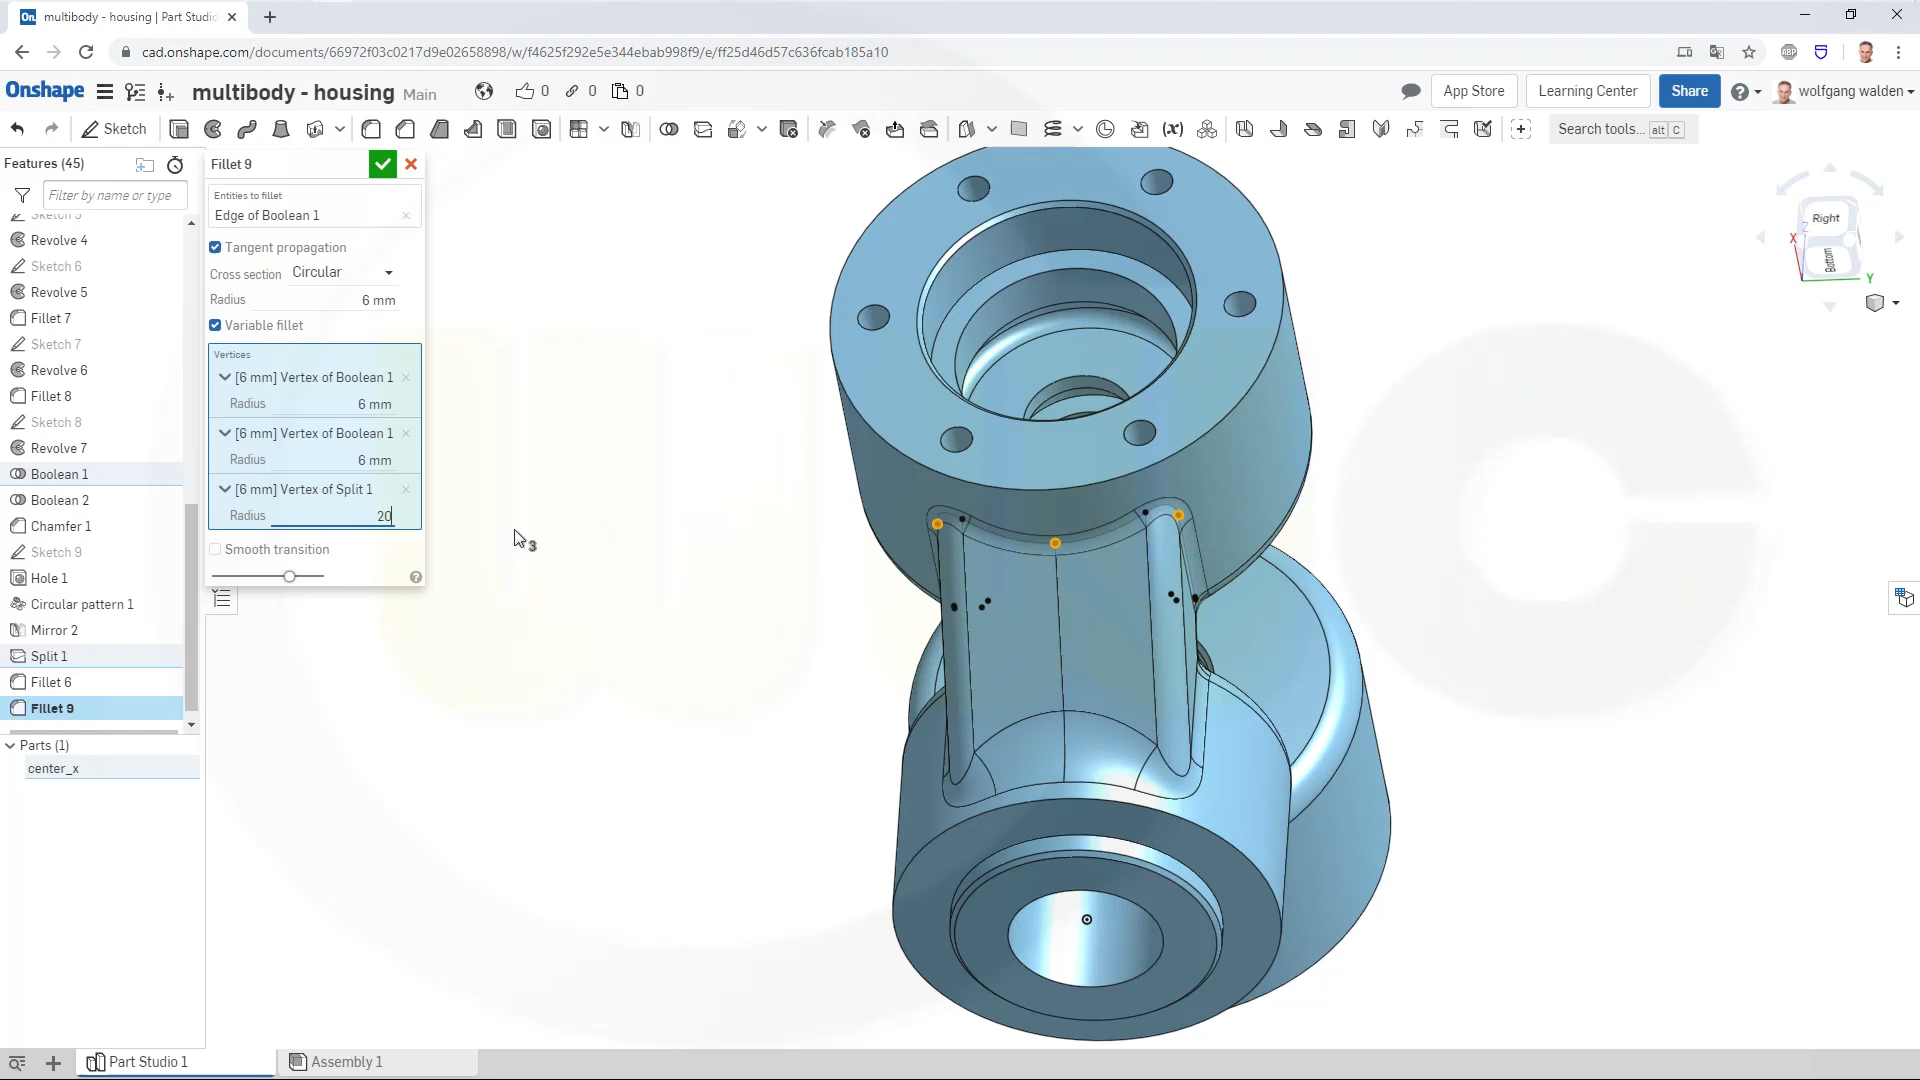 On. multibody - housing | Part Studio
cad.onshape.com/documents/66972f03c0217d9e02658898/w/f4625f292e5e344ebab998f9/e/ff25d46d57c636fcab185a10
ABP
Onshape multibody - housing Main 0 0 0 App Store Learning Center Share wolfgang walden
Sketch (x) Search tools... alt C
Features (45)
Filter by name or type
Sketch 5
Revolve 4
Sketch 6
Revolve 5
Fillet 7
Sketch 7
Revolve 6
Fillet 8
Sketch 8
Revolve 7
Boolean 1
Boolean 2
Chamfer 1
Sketch 9
Hole 1
Circular pattern 1
Mirror 2
Split 1
Fillet 6
Fillet 9
Parts (1)
center_x
Fillet 9
Entities to fillet
Edge of Boolean 1
Tangent propagation
Cross section Circular
Radius 6 mm
Variable fillet
Vertices
[6 mm] Vertex of Boolean 1
Radius 6 mm
[6 mm] Vertex of Boolean 1
Radius 6 mm
[6 mm] Vertex of Split 1
Radius 20
Smooth transition
3
Right
Bottom
X
Z
Y
Part Studio 1
Assembly 1